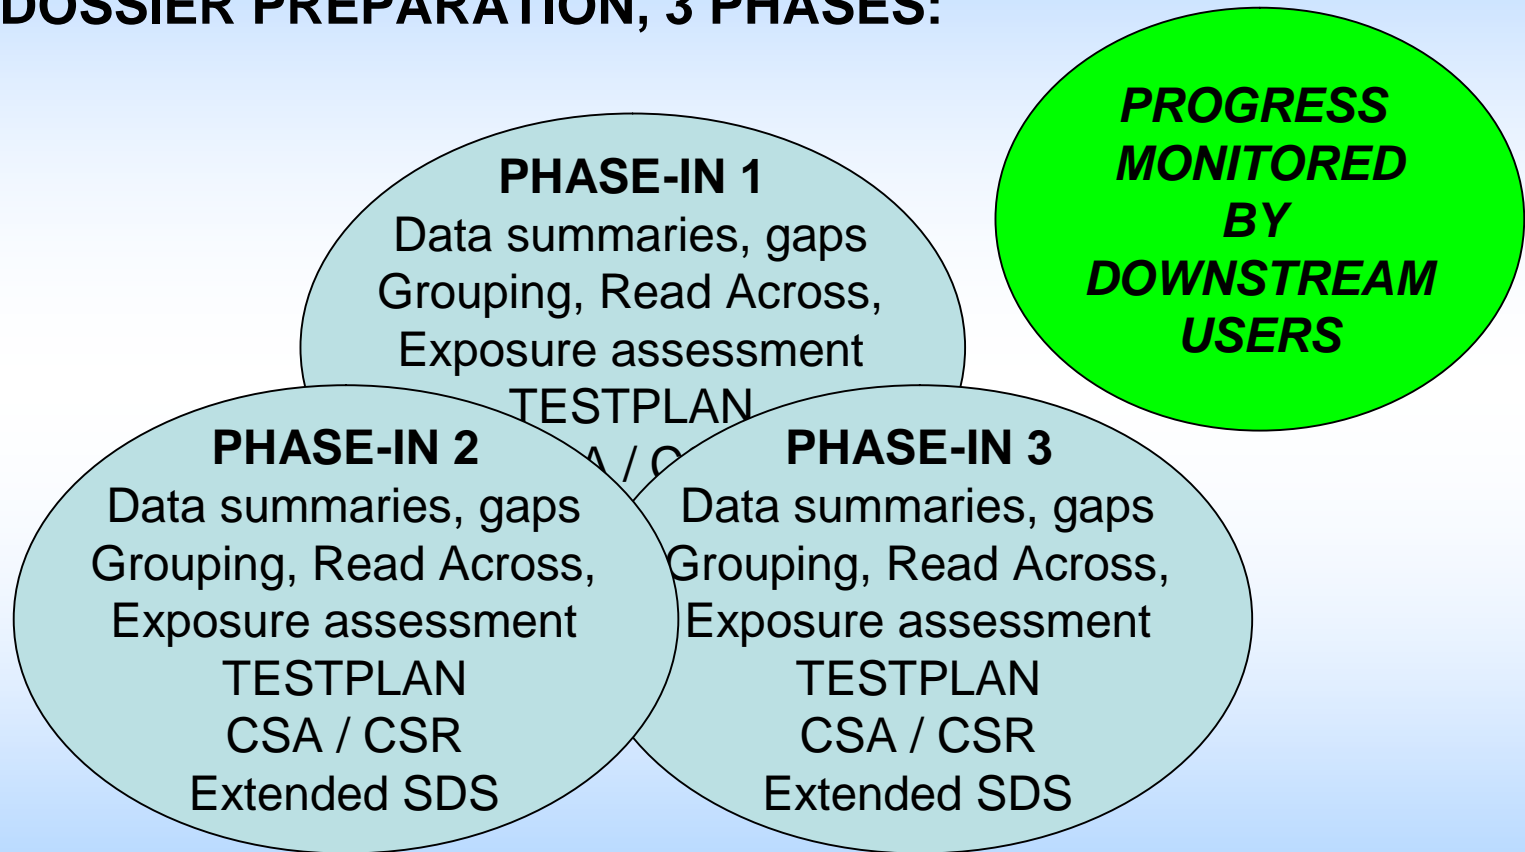 DOSSIER PREPARATION, 3 PHASES:
PROGRESS
MONITORED
BY
DOWNSTREAM
USERS
PHASE-IN 1
Data summaries, gaps
Grouping, Read Across,
Exposure assessment
TESTPLAN
PHASE-IN 2
Data summaries, gaps
Grouping, Read Across,
Exposure assessment
TESTPLAN
CSA / CSR
Extended SDS
PHASE-IN 3
Data summaries, gaps
Grouping, Read Across,
Exposure assessment
TESTPLAN
CSA / CSR
Extended SDS